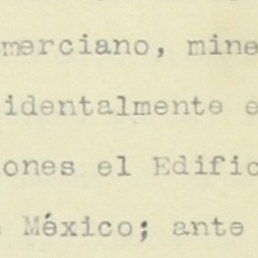 merciano, mine
identalmente e
ones el Edific
México; ante